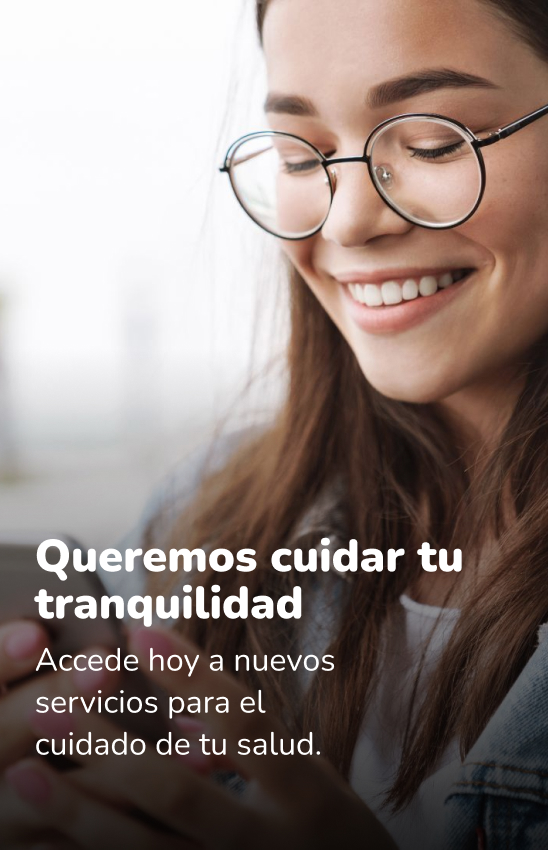 Queremos cuidar tu
tranquilidad
Accede hoy a nuevos
servicios para el
cuidado de tu salud.